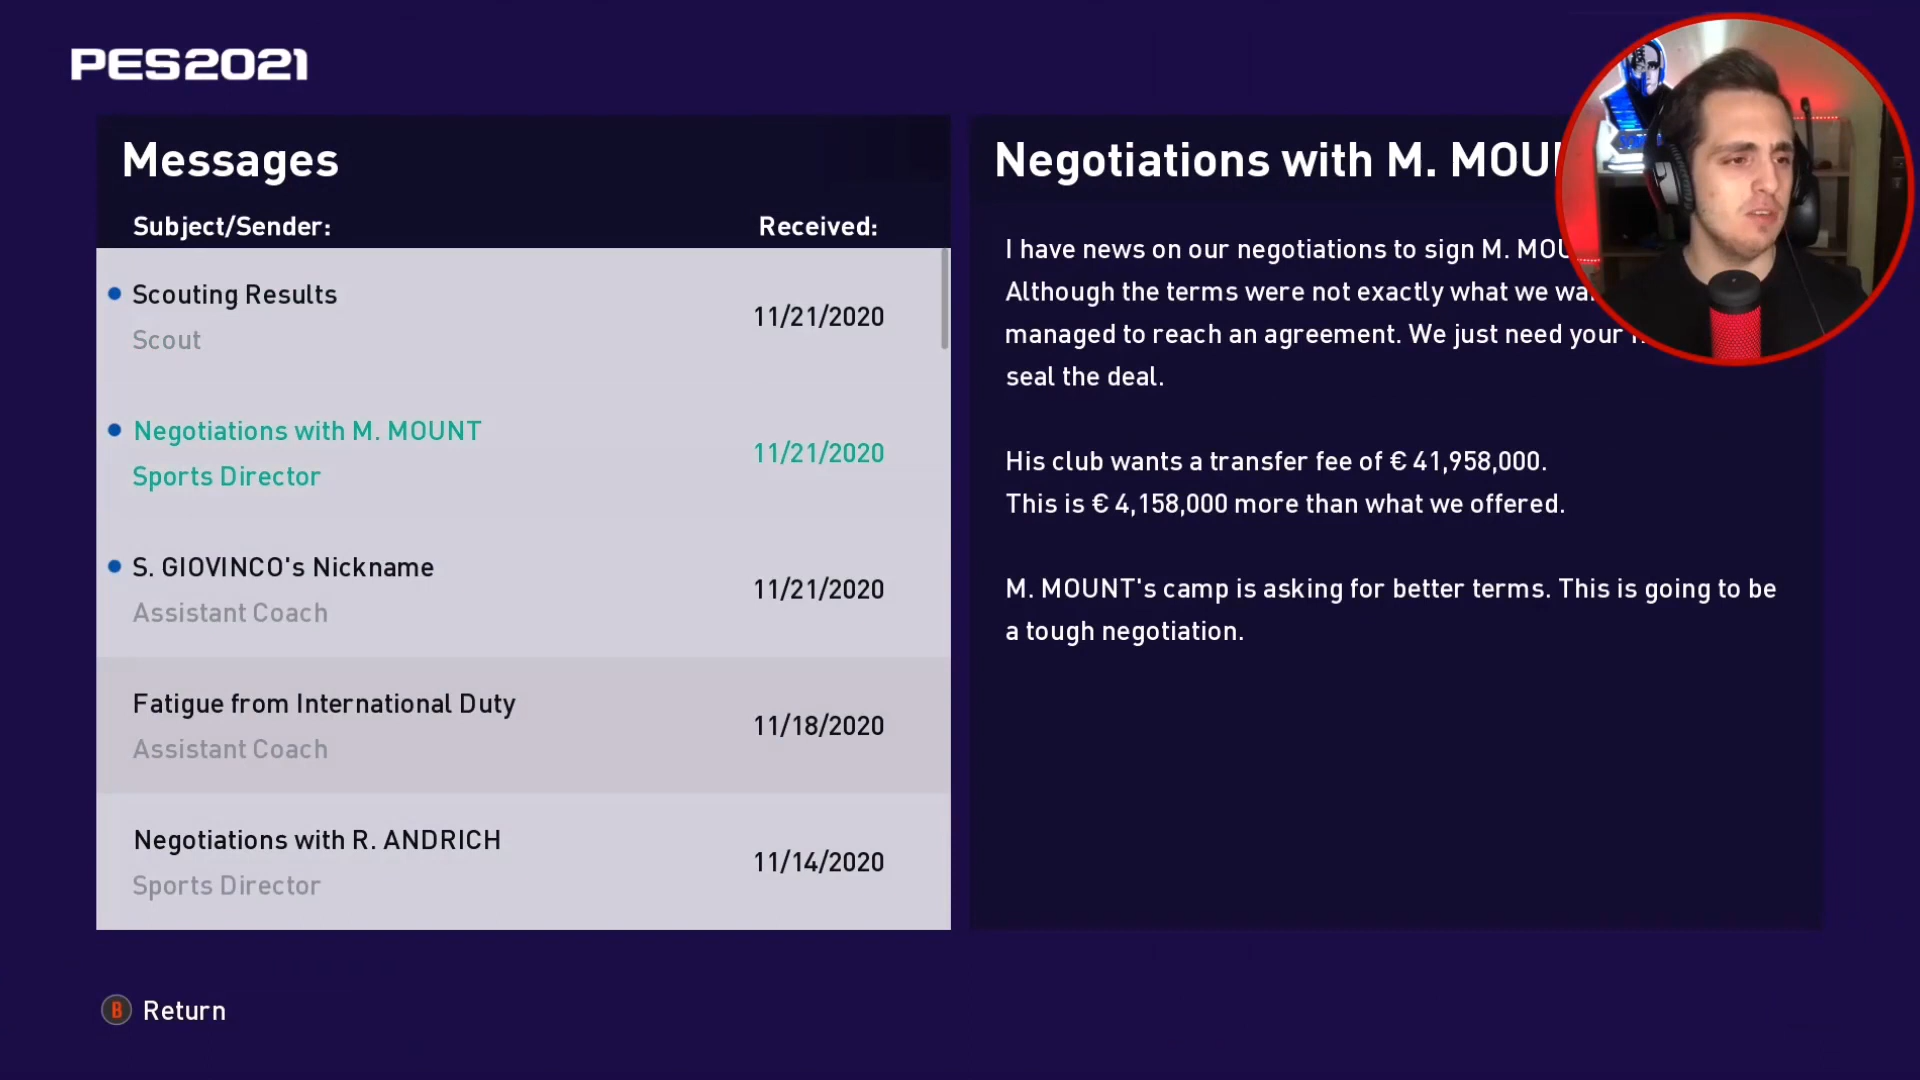 PES2021
Messages
Subject/Sender: Received:
Scouting Results
Scout
11/21/2020
Negotiations with M. MOUNT
Sports Director
11/21/2020
S. GIOVINCO's Nickname
Assistant Coach
11/21/2020
Fatigue from International Duty
Assistant Coach
11/18/2020
Negotiations with R. ANDRICH
Sports Director
11/14/2020
Negotiations with M.
I have news on our negotiations to sign M.
Although the terms were not exactly what we
managed to reach an agreement. We just need your
seal the deal.
His club wants a transfer fee of € 41,958,000.
This is € 4,158,000 more than what we offered.
M. MOUNT's camp is asking for better terms. This is going to be
a tough negotiation.
B Return